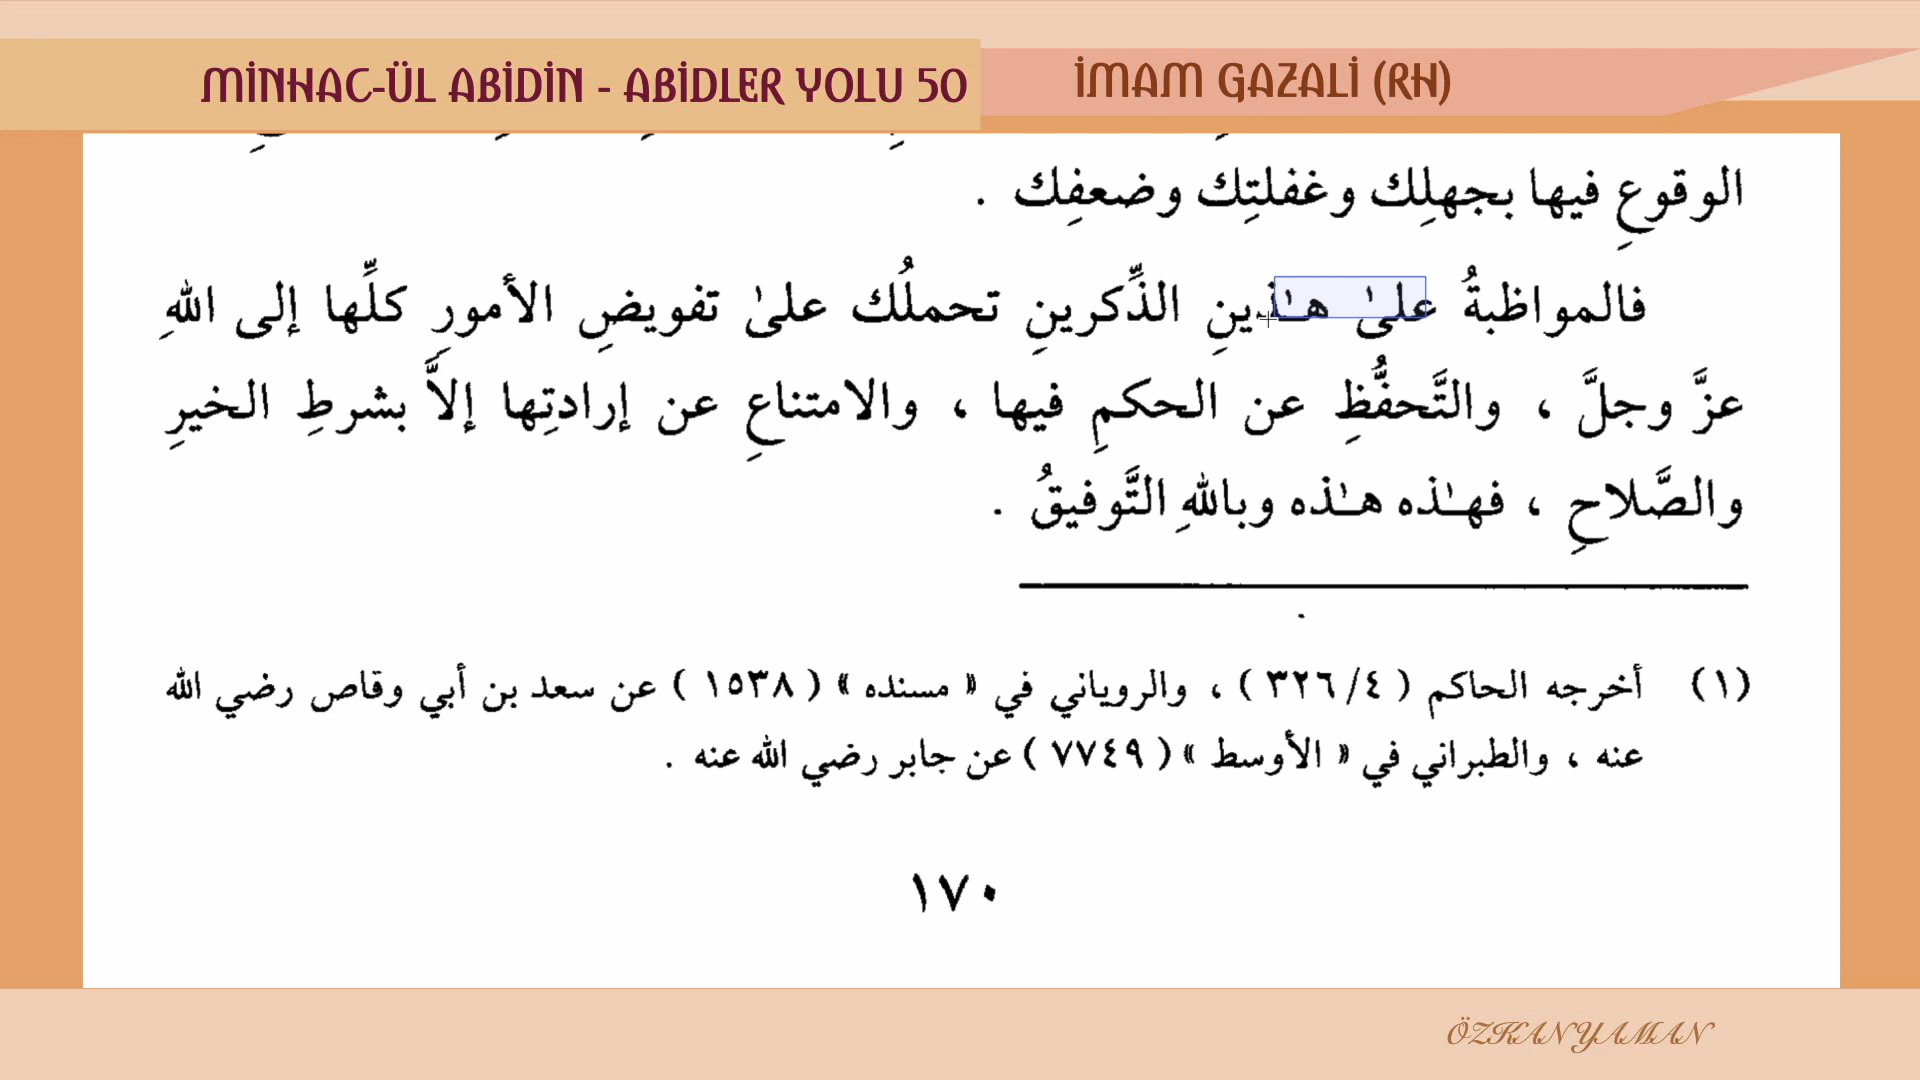 MİNHAC-ÜL ABİDİN - ABİDLER YOLU 50
İMAM GAZALİ (RH)
الوقوعِ فيها بجهلِك وغفلتِك وضعفِك .
فالمواظبةُ علىٰ هـٰذينِ الذِّكرينِ تحملُك علىٰ تفويضِ الأمورِ كلِّها إلى اللهِ
عزَّ وجلَّ ، والتَّحفُّظِ عن الحكمِ فيها ، والامتناعِ عن إرادتِها إلاَّ بشرطِ الخيرِ
والصَّلاحِ ، فهـٰذه هـٰذه وباللهِ التَّوفيقُ .
(١) أخرجه الحاكم ( ٣٢٦/٤ ) ، والروياني في « مسنده » ( ١٥٣٨ ) عن سعد بن أبي وقاص رضي الله
عنه ، والطبراني في « الأوسط » ( ٧٧٤٩ ) عن جابر رضي الله عنه .
١٧٠
ÖZKANYAMAN